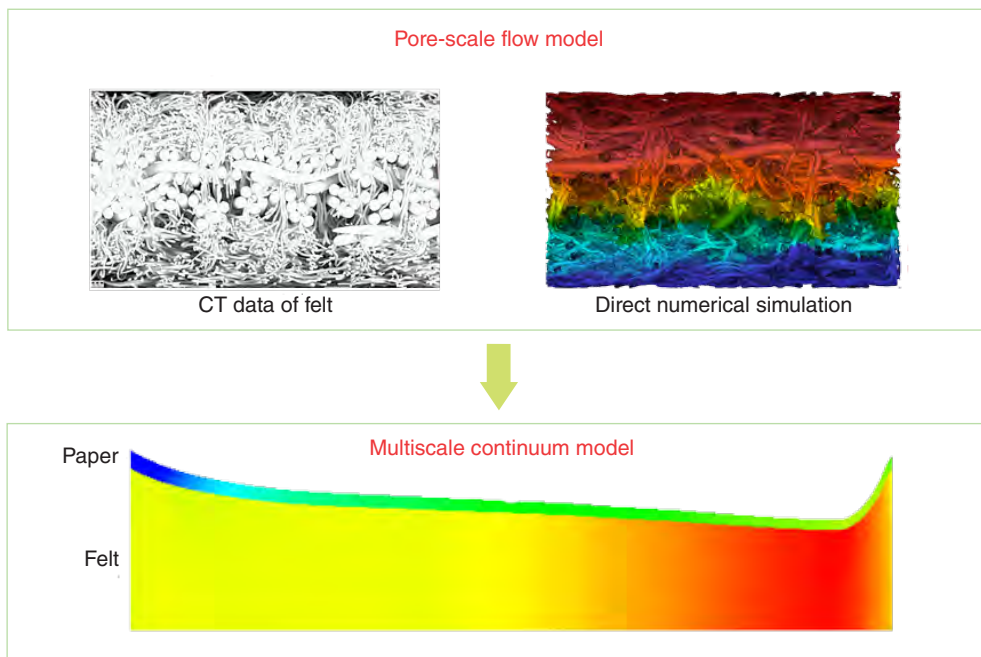 Pore-scale flow model
CT data of felt
Direct numerical simulation
Multiscale continuum model
Paper
Felt